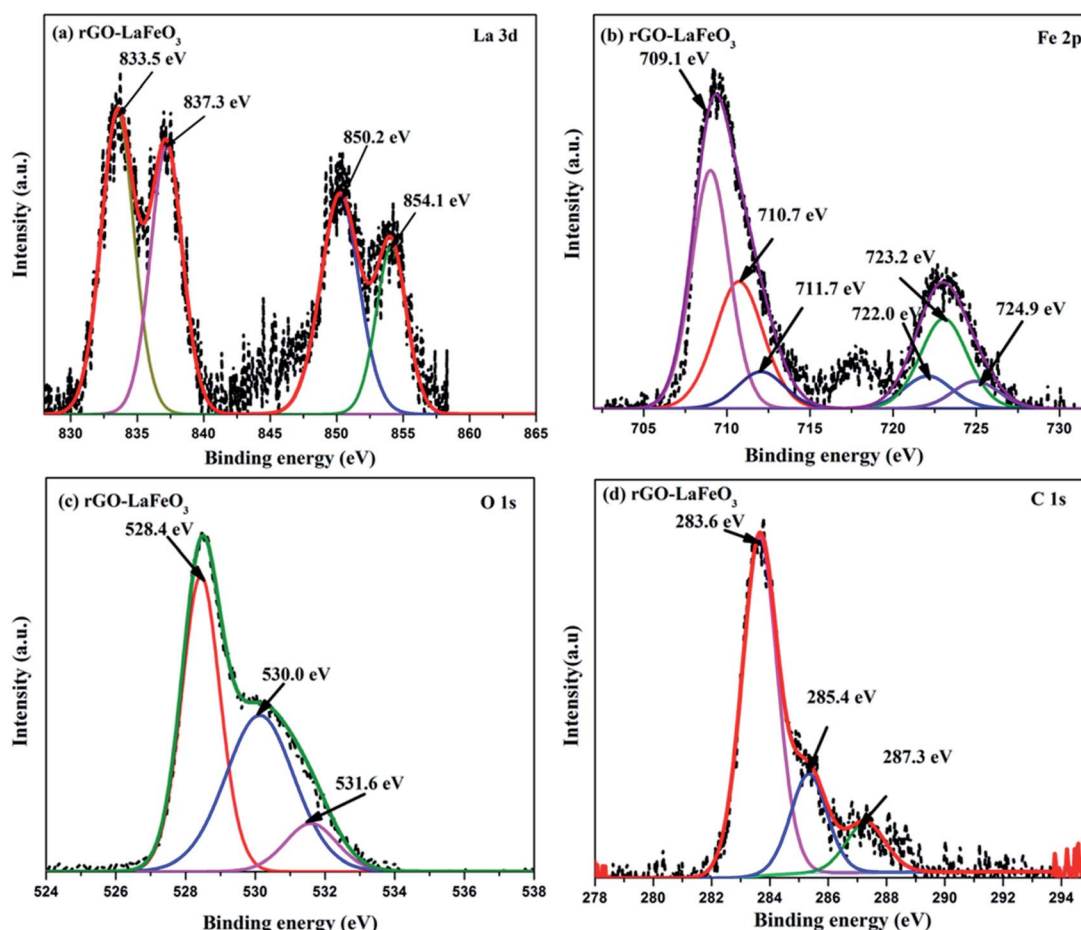 (a) rGO-LaFeO3
La 3d
833.5 eV
837.3 eV
850.2 eV
854.1 eV
Intensity (a.u.)
830 835 840 845 850 855 860 865
Binding energy (eV)
(b) rGO-LaFeO3
Fe 2p
709.1 eV
710.7 eV
711.7 eV
723.2 eV
722.0 eV
724.9 eV
Intensity (a.u.)
705 710 715 720 725 730
Binding energy (eV)
(c) rGO-LaFeO3
O 1s
528.4 eV
530.0 eV
531.6 eV
Intensity (a.u.)
524 526 528 530 532 534 536 538
Binding energy (eV)
(d) rGO-LaFeO3
C 1s
283.6 eV
285.4 eV
287.3 eV
Intensity(a.u)
278 280 282 284 286 288 290 292 294
Binding energy (eV)